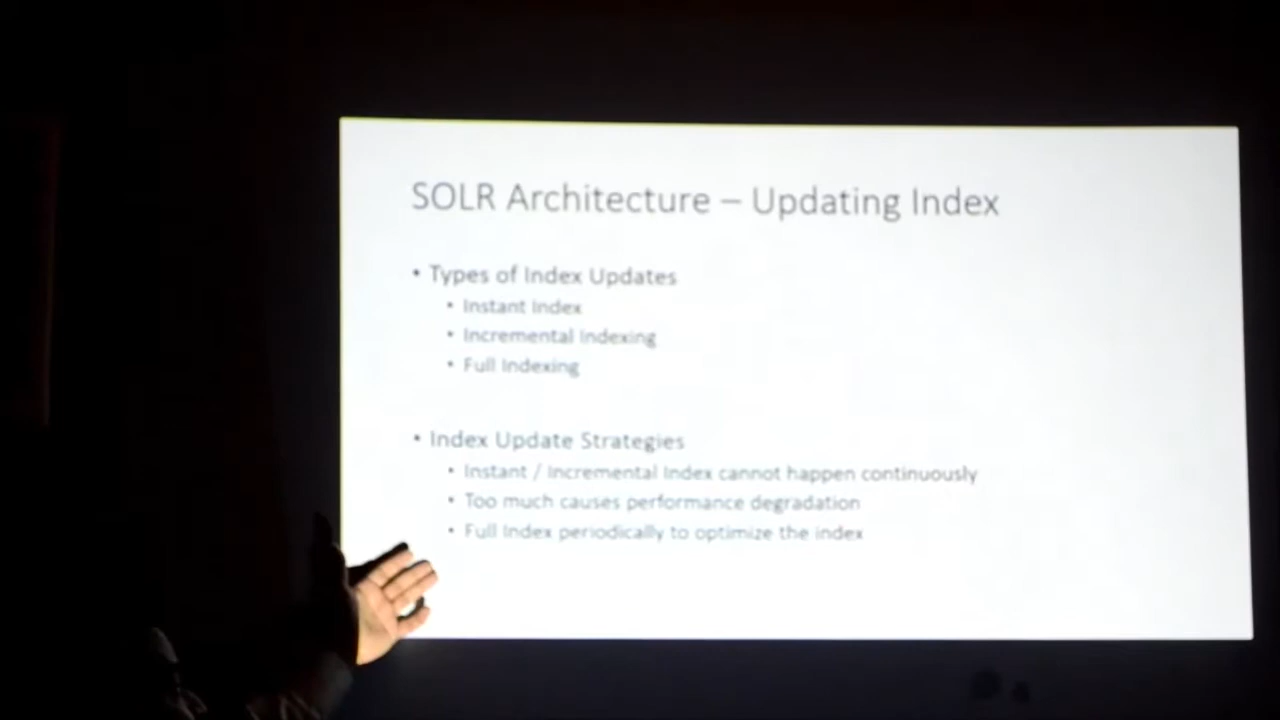 SOLR Architecture – Updating Index
• Types of Index Updates
• Instant Index
• Incremental Indexing
• Full Indexing
• Index Update Strategies
• Instant / Incremental Index cannot happen continuously
• Too much causes performance degradation
• Full Index periodically to optimize the index